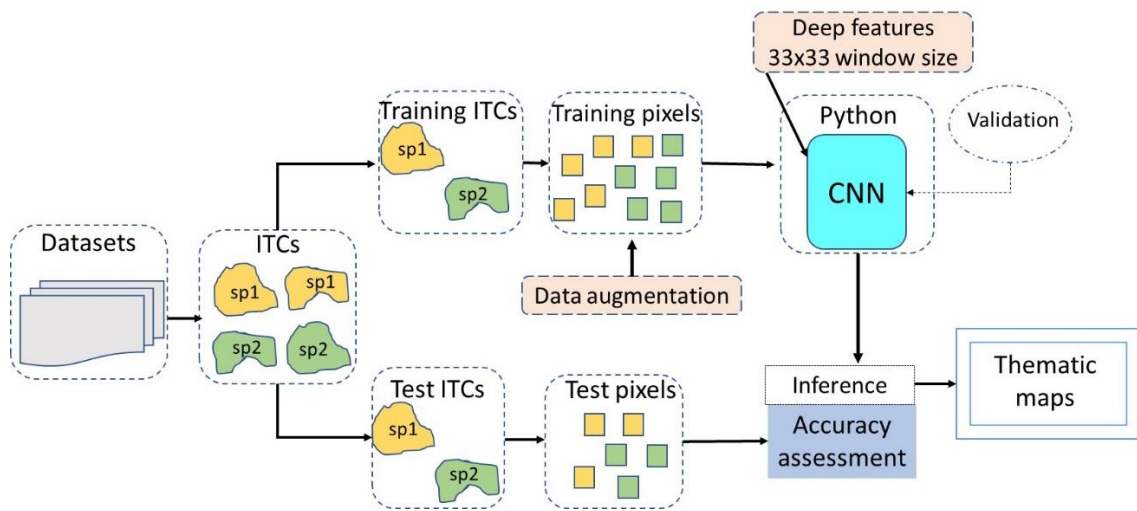 Deep features
33x33 window size
Training ITCs
Training pixels
Python
Validation
sp1
sp2
CNN
Datasets
ITCs
sp1
sp1
sp2
sp2
Data augmentation
Test ITCs
Test pixels
sp1
sp2
Inference
Accuracy
assessment
Thematic
maps